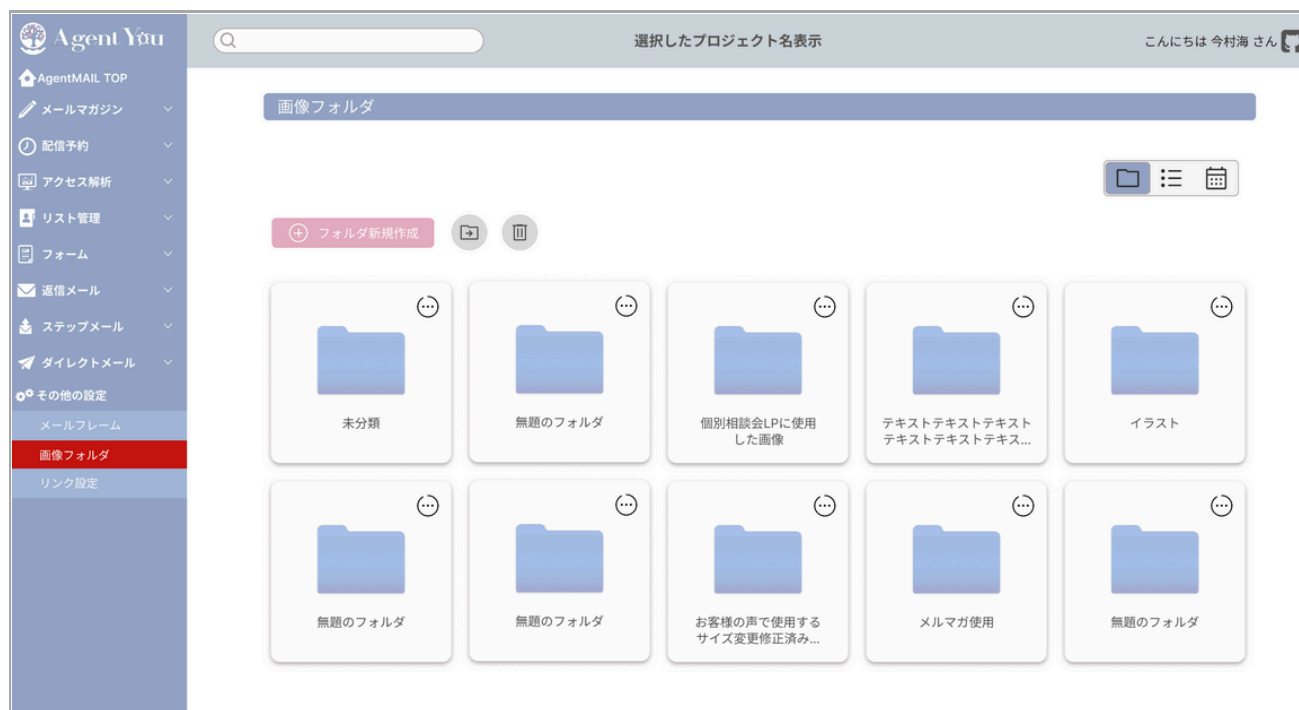 Agent You
選択したプロジェクト名表示
こんにちは 今村海 さん
AgentMAIL TOP
メールマガジン
配信予約
アクセス解析
リスト管理
フォーム
返信メール
ステップメール
ダイレクトメール
その他の設定
メールフレーム
画像フォルダ
リンク設定
画像フォルダ
フォルダ新規作成
未分類
無題のフォルダ
個別相談会LPに使用
した画像
テキストテキストテキスト
テキストテキストテキス...
イラスト
無題のフォルダ
無題のフォルダ
お客様の声で使用する
サイズ変更修正済み...
メルマガ使用
無題のフォルダ